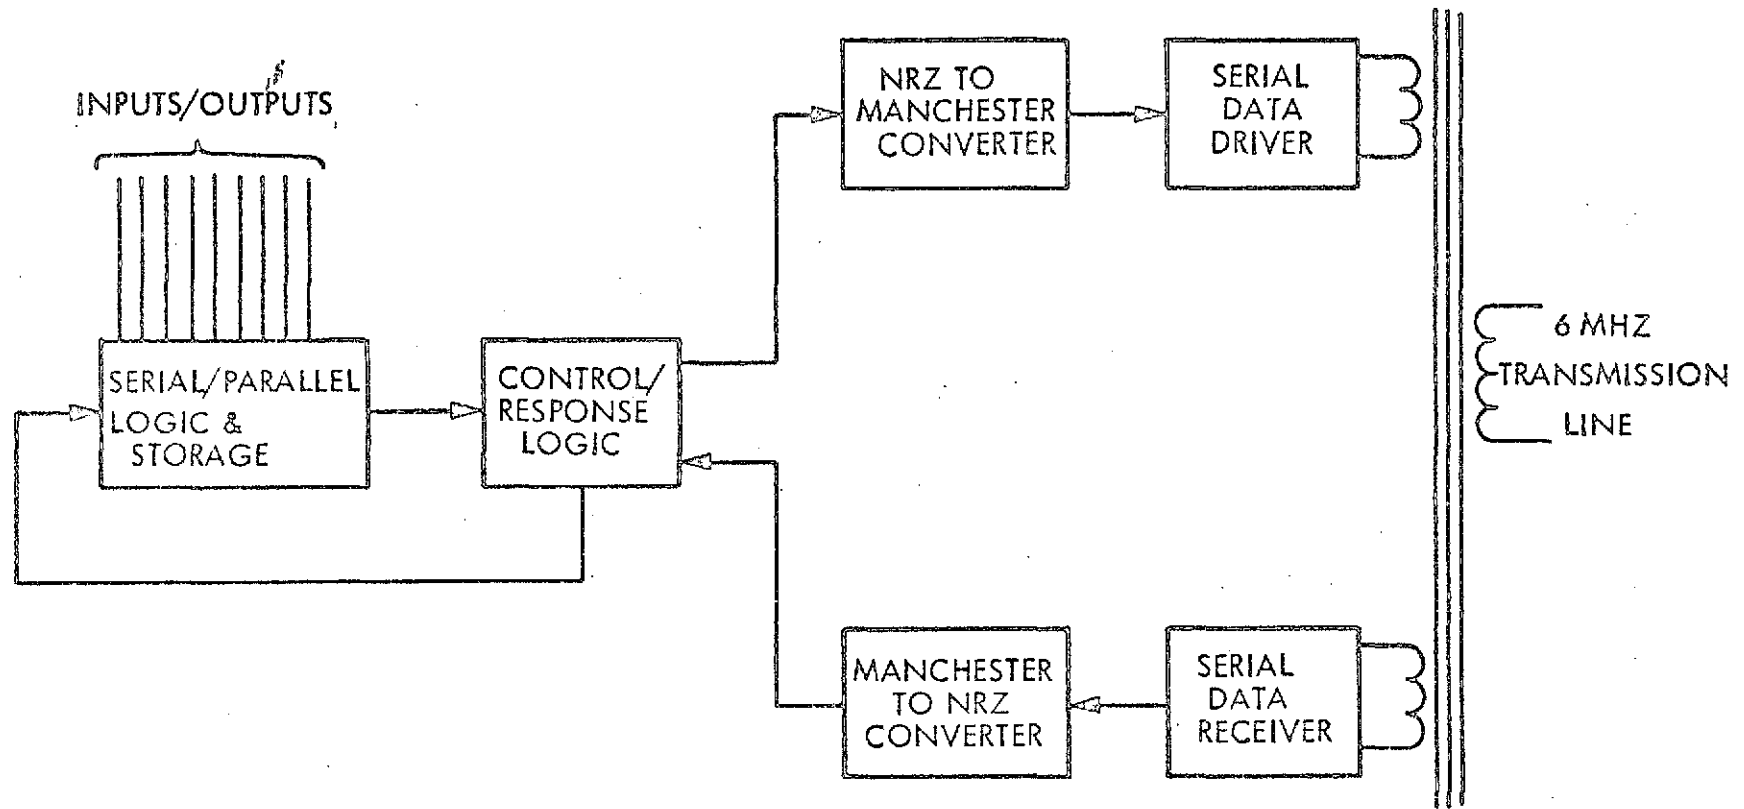 INPUTS/OUTPUTS
SERIAL/PARALLEL
LOGIC &
STORAGE
CONTROL/
RESPONSE
LOGIC
NRZ TO
MANCHESTER
CONVERTER
SERIAL
DATA
DRIVER
6 MHZ
TRANSMISSION
LINE
MANCHESTER
TO NRZ
CONVERTER
SERIAL
DATA
RECEIVER